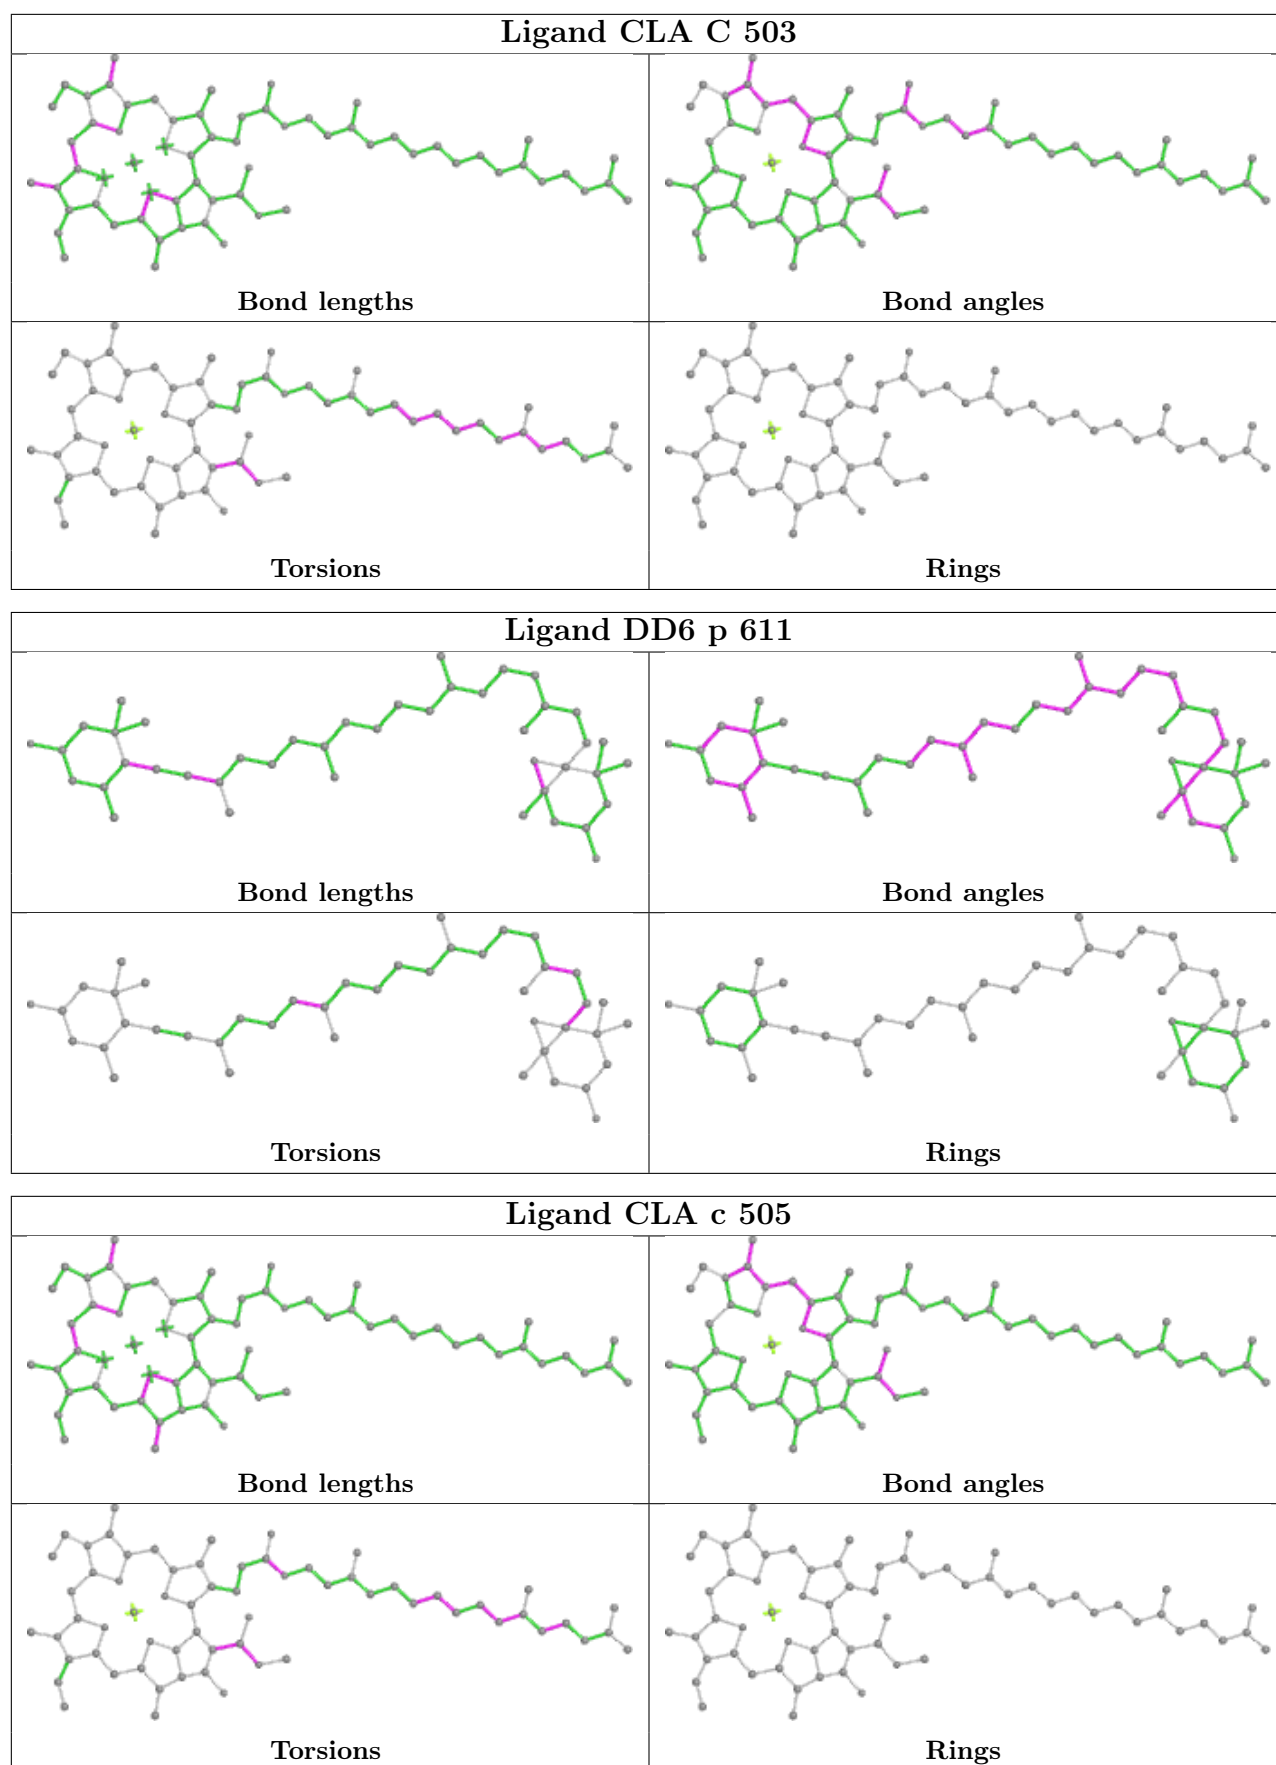 Ligand CLA C 503
Bond lengths
Bond angles
Torsions
Rings
Ligand DD6 p 611
Bond lengths
Bond angles
Torsions
Rings
Ligand CLA c 505
Bond lengths
Bond angles
Torsions
Rings